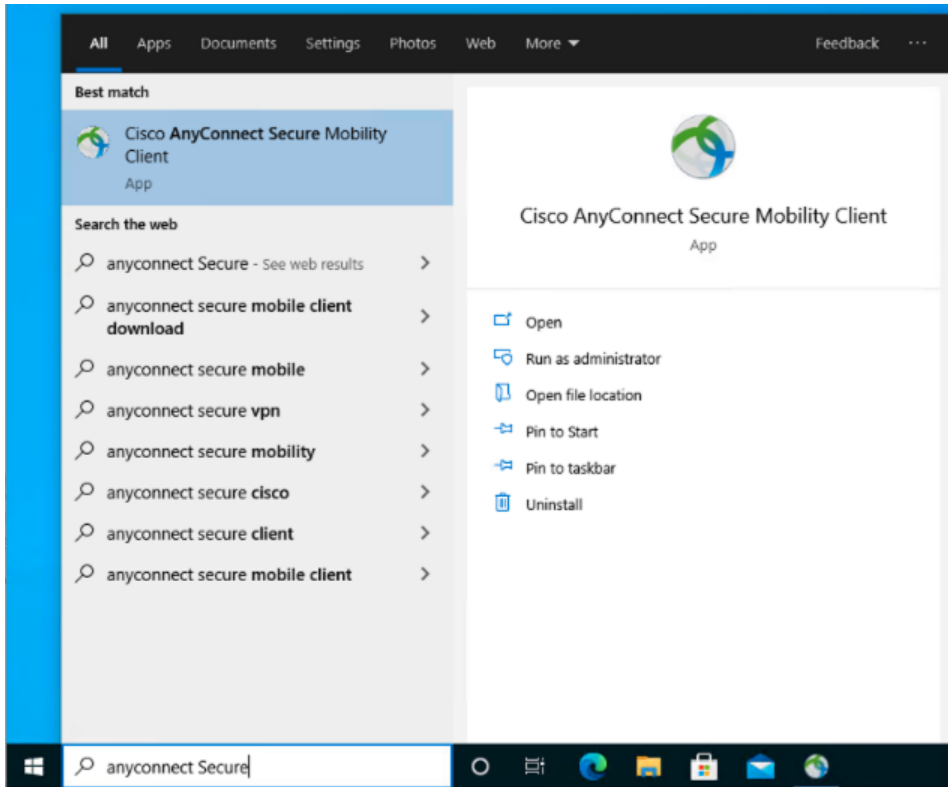 All Apps Documents Settings Photos Web More Feedback ...
Best match
Cisco AnyConnect Secure Mobility
Client
App
Search the web
anyconnect Secure - See web results
anyconnect secure mobile client
download
anyconnect secure mobile
anyconnect secure vpn
anyconnect secure mobility
anyconnect secure cisco
anyconnect secure client
anyconnect secure mobile client
Cisco AnyConnect Secure Mobility Client
App
Open
Run as administrator
Open file location
Pin to Start
Pin to taskbar
Uninstall
anyconnect Secure